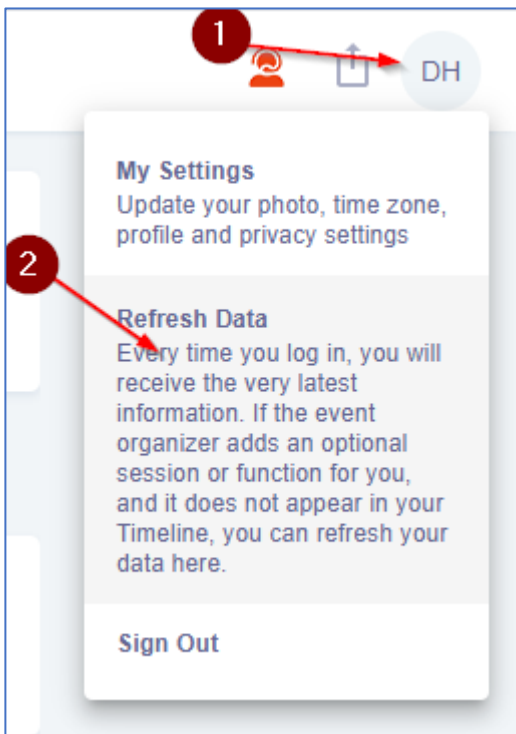 1
DH
My Settings
Update your photo, time zone,
profile and privacy settings
2
Refresh Data
Every time you log in, you will
receive the very latest
information. If the event
organizer adds an optional
session or function for you,
and it does not appear in your
Timeline, you can refresh your
data here.
Sign Out